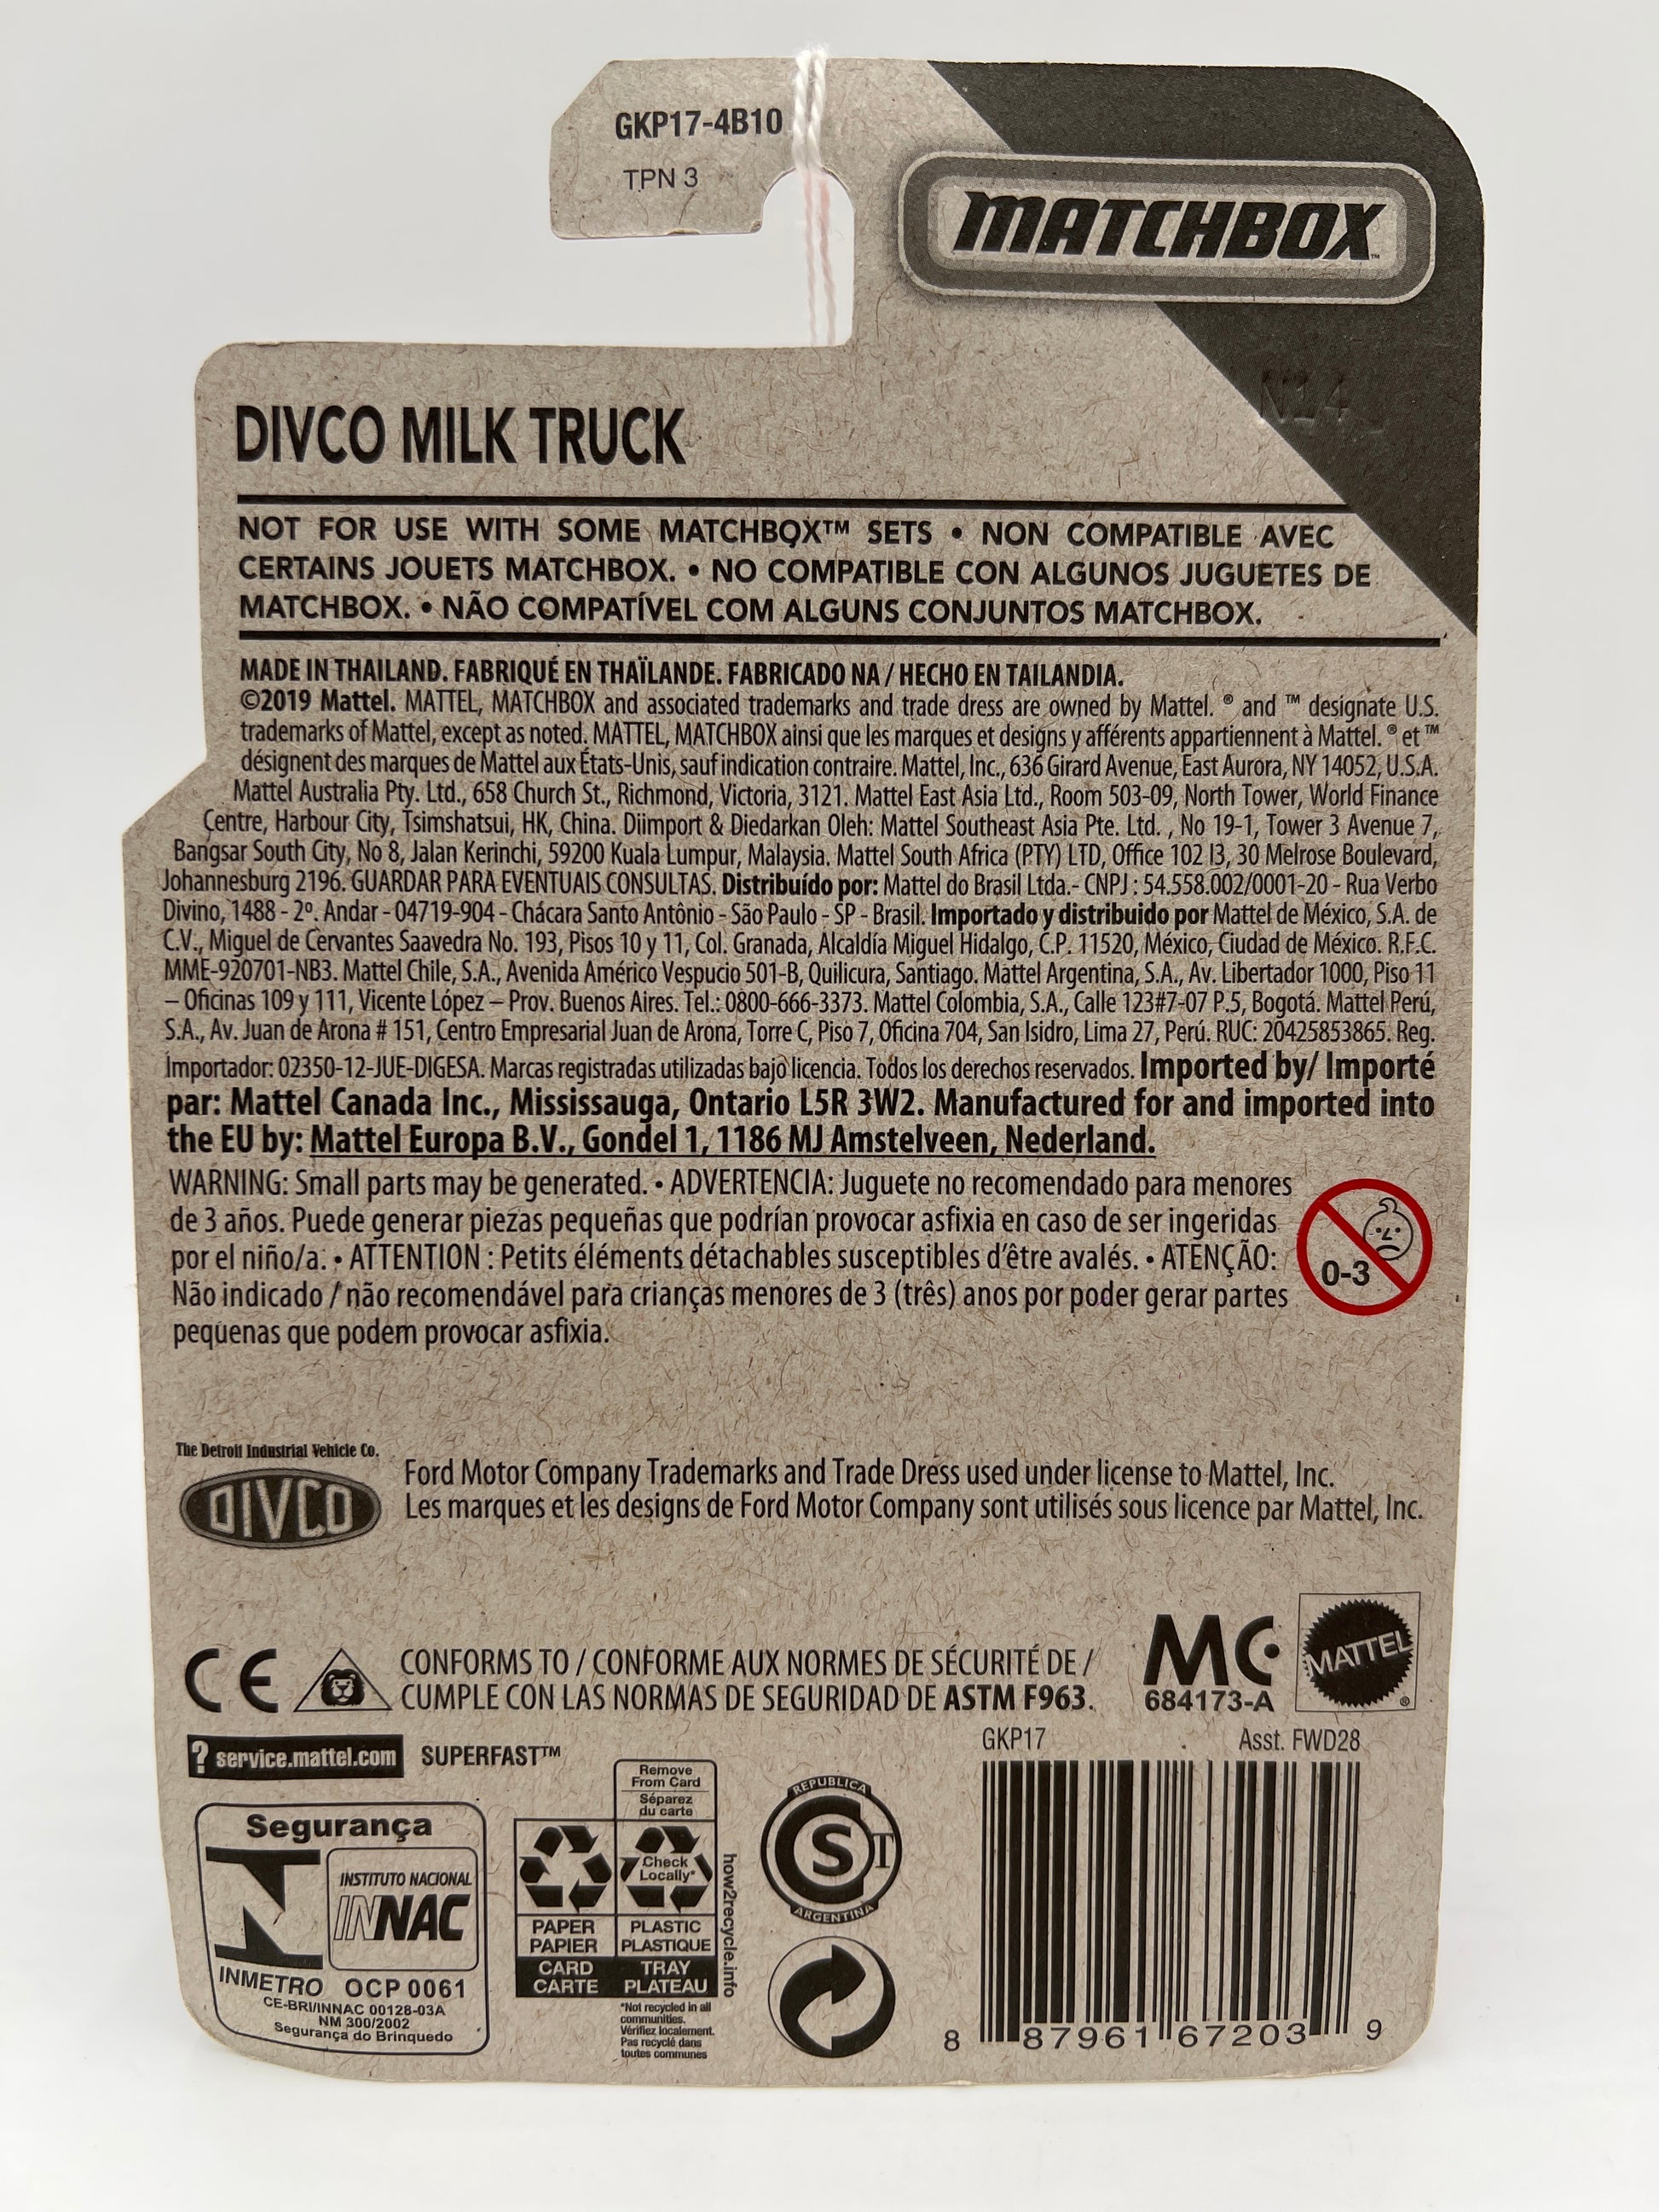 GKP17-4B10
TPN 3
MATCHBOX™
N14
DIVCO MILK TRUCK
NOT FOR USE WITH SOME MATCHBOX™ SETS • NON COMPATIBLE AVEC
CERTAINS JOUETS MATCHBOX. • NO COMPATIBLE CON ALGUNOS JUGUETES DE
MATCHBOX. • NÃO COMPATÍVEL COM ALGUNS CONJUNTOS MATCHBOX.
MADE IN THAILAND. FABRIQUÉ EN THAÏLANDE. FABRICADO NA / HECHO EN TAILANDIA.
©2019 Mattel. MATTEL, MATCHBOX and associated trademarks and trade dress are owned by Mattel. ® and ™ designate U.S.
trademarks of Mattel, except as noted. MATTEL, MATCHBOX ainsi que les marques et designs y afférents appartiennent à Mattel. ® et ™
désignent des marques de Mattel aux États-Unis, sauf indication contraire. Mattel, Inc., 636 Girard Avenue, East Aurora, NY 14052, U.S.A.
Mattel Australia Pty. Ltd., 658 Church St., Richmond, Victoria, 3121. Mattel East Asia Ltd., Room 503-09, North Tower, World Finance
Centre, Harbour City, Tsimshatsui, HK, China. Diimport & Diedarkan Oleh: Mattel Southeast Asia Pte. Ltd. , No 19-1, Tower 3 Avenue 7,
Bangsar South City, No 8, Jalan Kerinchi, 59200 Kuala Lumpur, Malaysia. Mattel South Africa (PTY) LTD, Office 102 I3, 30 Melrose Boulevard,
Johannesburg 2196. GUARDAR PARA EVENTUAIS CONSULTAS. Distribuído por: Mattel do Brasil Ltda.- CNPJ : 54.558.002/0001-20 - Rua Verbo
Divino, 1488 - 2º. Andar - 04719-904 - Chácara Santo Antônio - São Paulo - SP - Brasil. Importado y distribuido por Mattel de México, S.A. de
C.V., Miguel de Cervantes Saavedra No. 193, Pisos 10 y 11, Col. Granada, Alcaldía Miguel Hidalgo, C.P. 11520, México, Ciudad de México. R.F.C.
MME-920701-NB3. Mattel Chile, S.A., Avenida Américo Vespucio 501-B, Quilicura, Santiago. Mattel Argentina, S.A., Av. Libertador 1000, Piso 11
– Oficinas 109 y 111, Vicente López – Prov. Buenos Aires. Tel.: 0800-666-3373. Mattel Colombia, S.A., Calle 123#7-07 P.5, Bogotá. Mattel Perú,
S.A., Av. Juan de Arona # 151, Centro Empresarial Juan de Arona, Torre C, Piso 7, Oficina 704, San Isidro, Lima 27, Perú. RUC: 20425853865. Reg.
Importador: 02350-12-JUE-DIGESA. Marcas registradas utilizadas bajo licencia. Todos los derechos reservados. Imported by/ Importé
par: Mattel Canada Inc., Mississauga, Ontario L5R 3W2. Manufactured for and imported into
the EU by: Mattel Europa B.V., Gondel 1, 1186 MJ Amstelveen, Nederland.
WARNING: Small parts may be generated. • ADVERTENCIA: Juguete no recomendado para menores
de 3 años. Puede generar piezas pequeñas que podrían provocar asfixia en caso de ser ingeridas
por el niño/a. • ATTENTION : Petits éléments détachables susceptibles d'être avalés. • ATENÇÃO:
Não indicado / não recomendável para crianças menores de 3 (três) anos por poder gerar partes
pequenas que podem provocar asfixia.
0-3
The Detroit Industrial Vehicle Co.
DIVCO
Ford Motor Company Trademarks and Trade Dress used under license to Mattel, Inc.
Les marques et les designs de Ford Motor Company sont utilisés sous licence par Mattel, Inc.
CE
CONFORMS TO / CONFORME AUX NORMES DE SÉCURITÉ DE /
CUMPLE CON LAS NORMAS DE SEGURIDAD DE ASTM F963.
MC
684173-A
MATTEL®
GKP17 Asst. FWD28
? service.mattel.com SUPERFAST™
Segurança
INSTITUTO NACIONAL
INNAC
INMETRO OCP 0061
CE-BRI/INNAC 00128-03A
NM 300/2002
Segurança do Brinquedo
Remove
From Card
Séparez
du carte
Check
Locally*
PAPER
PAPIER
PLASTIC
PLASTIQUE
CARD
CARTE
TRAY
PLATEAU
*Not recycled in all
communities.
Vérifiez localement.
Pas recyclé dans
toutes communes
how2recycle.info
REPUBLICA
CST
ARGENTINA
8 87961 67203 9